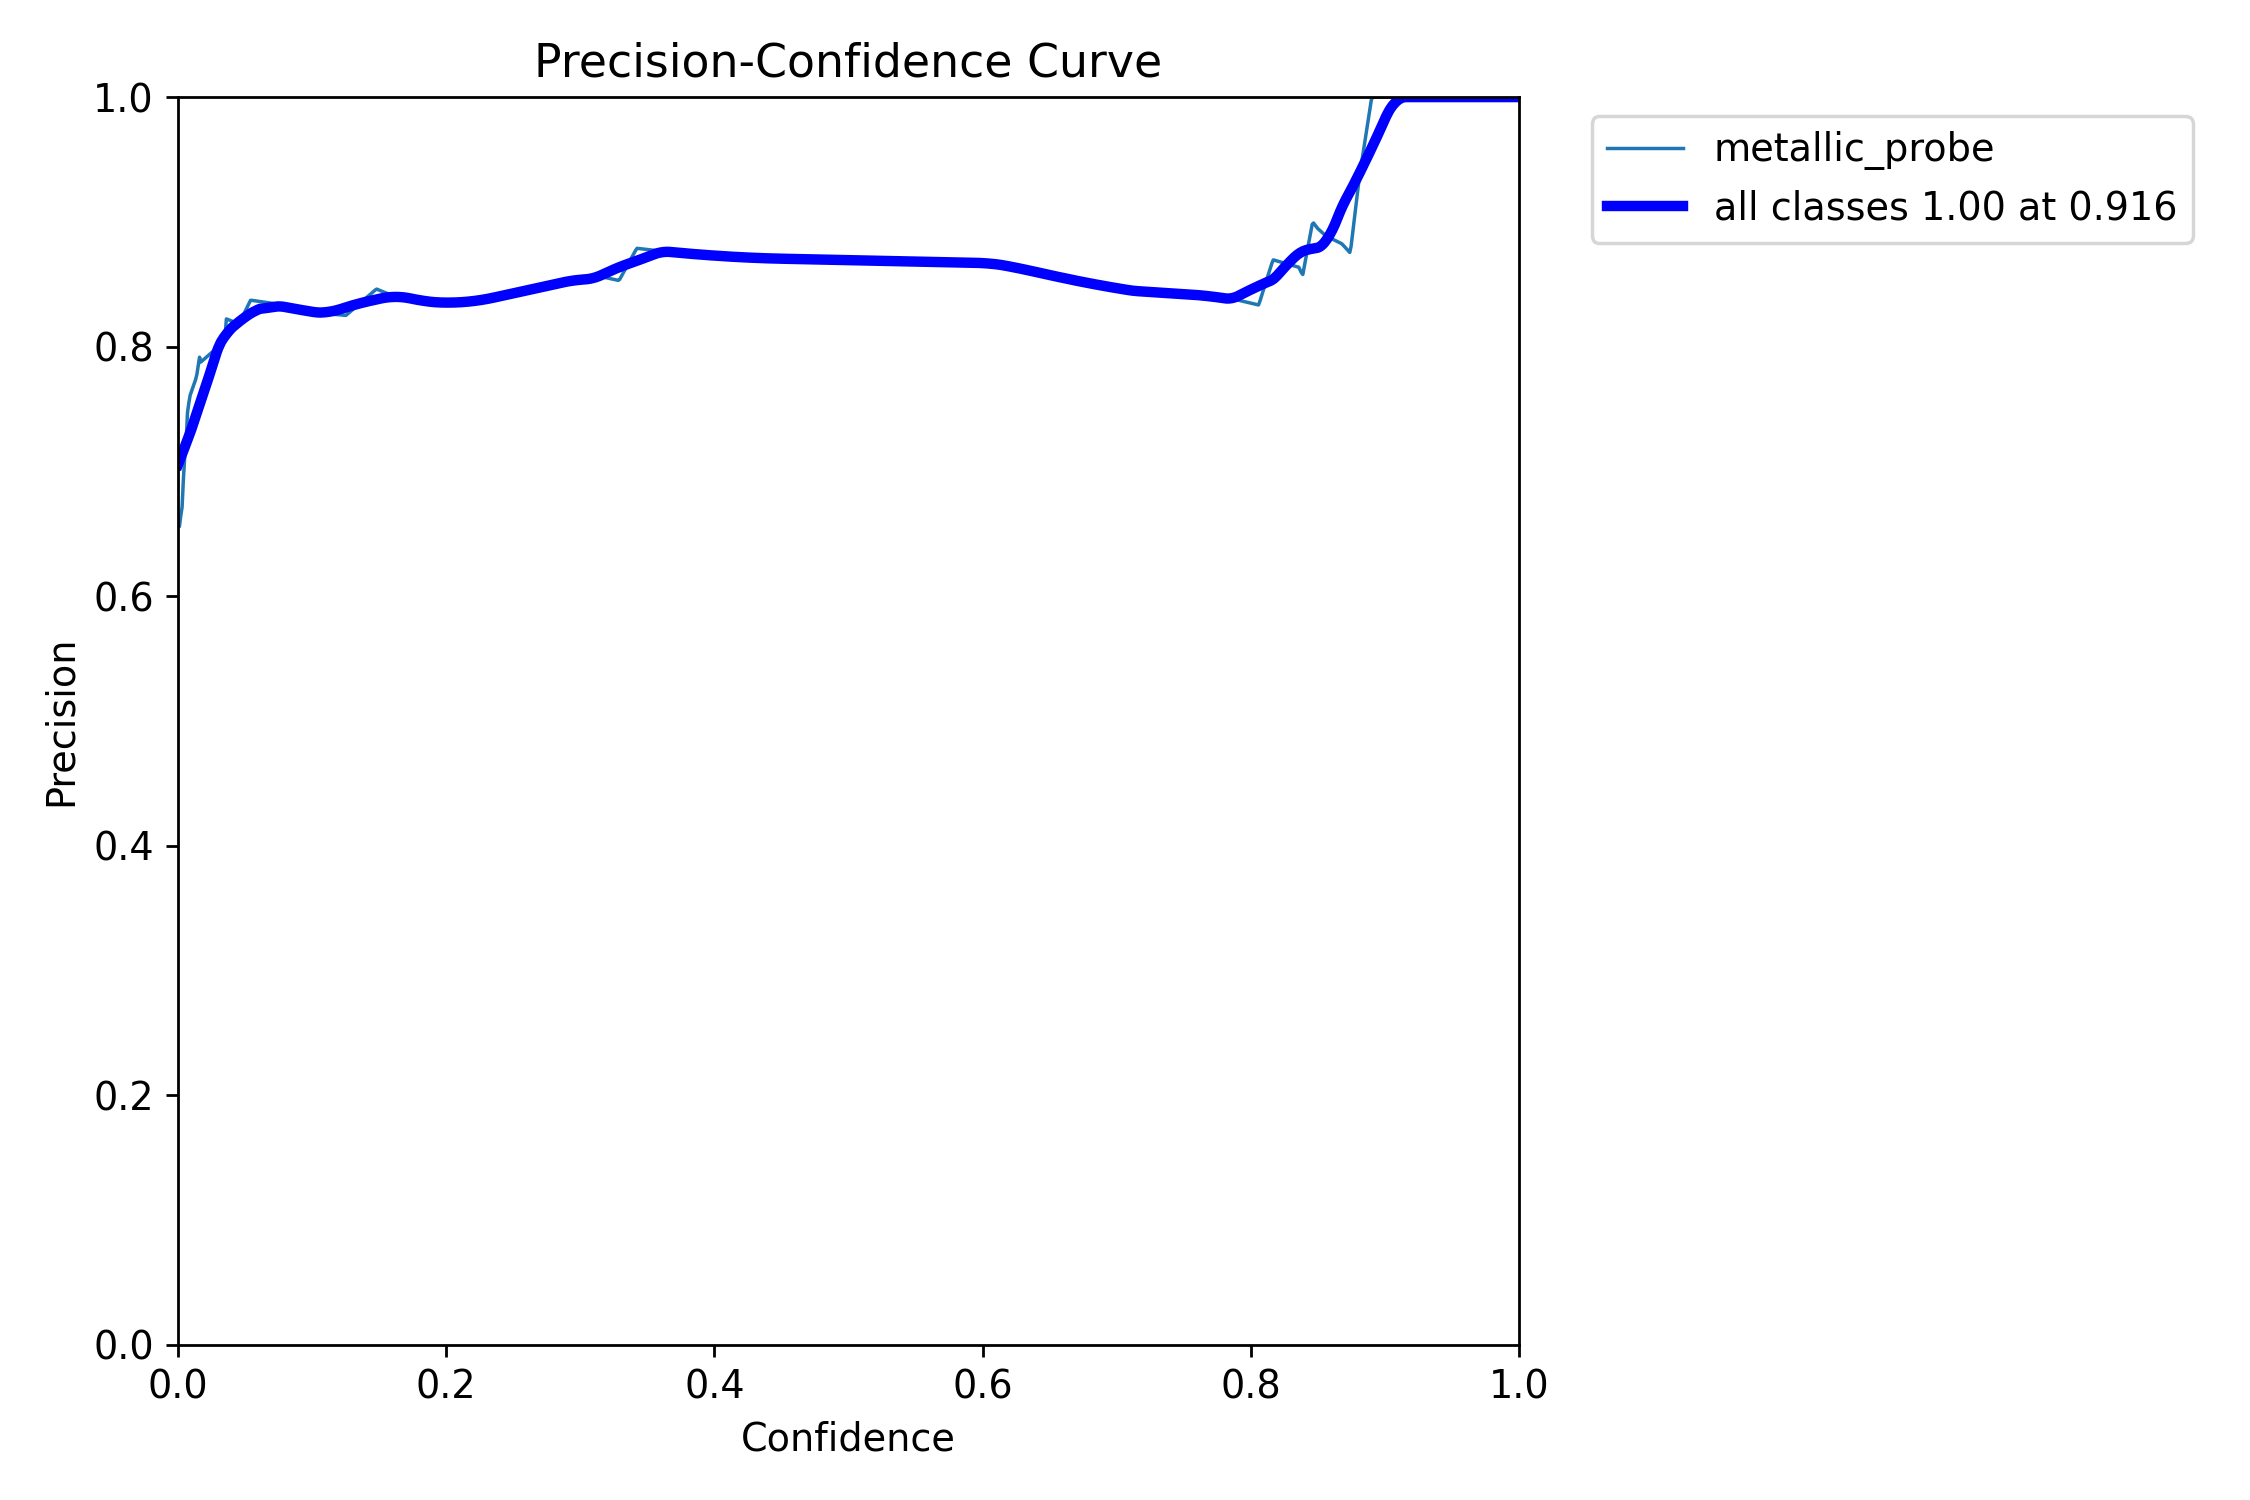 Precision-Confidence Curve
1.0
0.8
0.6
0.4
0.2
0.0
Precision
0.0 0.2 0.4 0.6 0.8 1.0
Confidence
metallic_probe
all classes 1.00 at 0.916